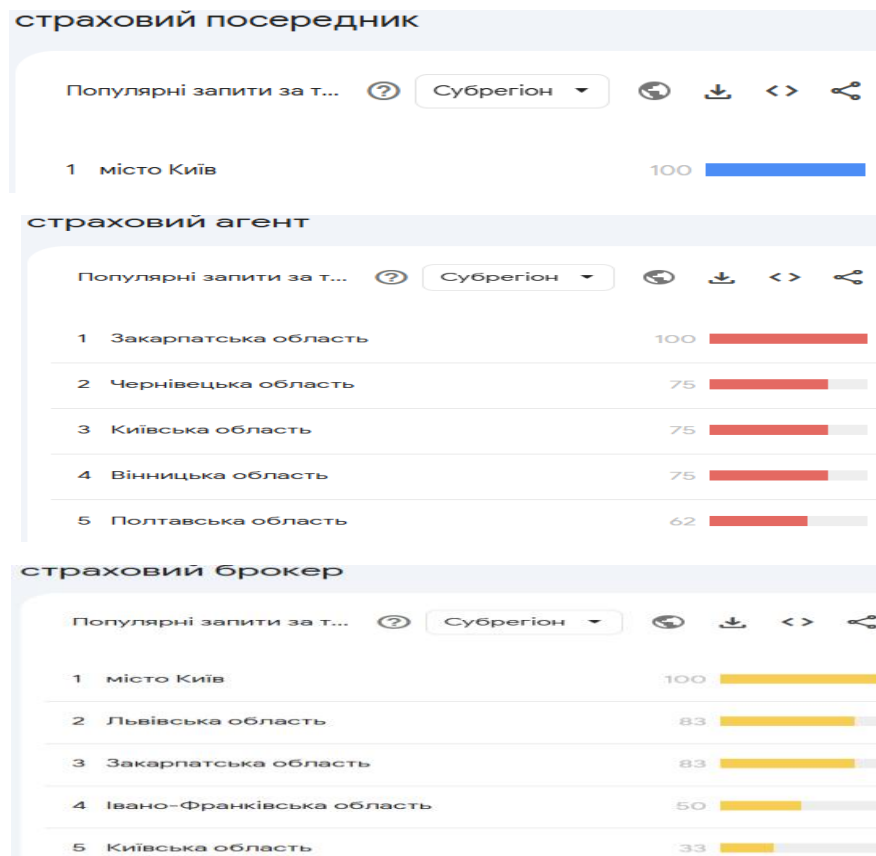 страховий посередник
Популярні запити за т... ? Субрегіон
1 місто Київ 100
страховий агент
Популярні запити за т... ? Субрегіон
1 Закарпатська область 100
2 Чернівецька область 75
3 Київська область 75
4 Вінницька область 75
5 Полтавська область 62
страховий брокер
Популярні запити за т... ? Субрегіон
1 місто Київ 100
2 Львівська область 83
3 Закарпатська область 83
4 Івано-Франківська область 50
5 Київська область 33